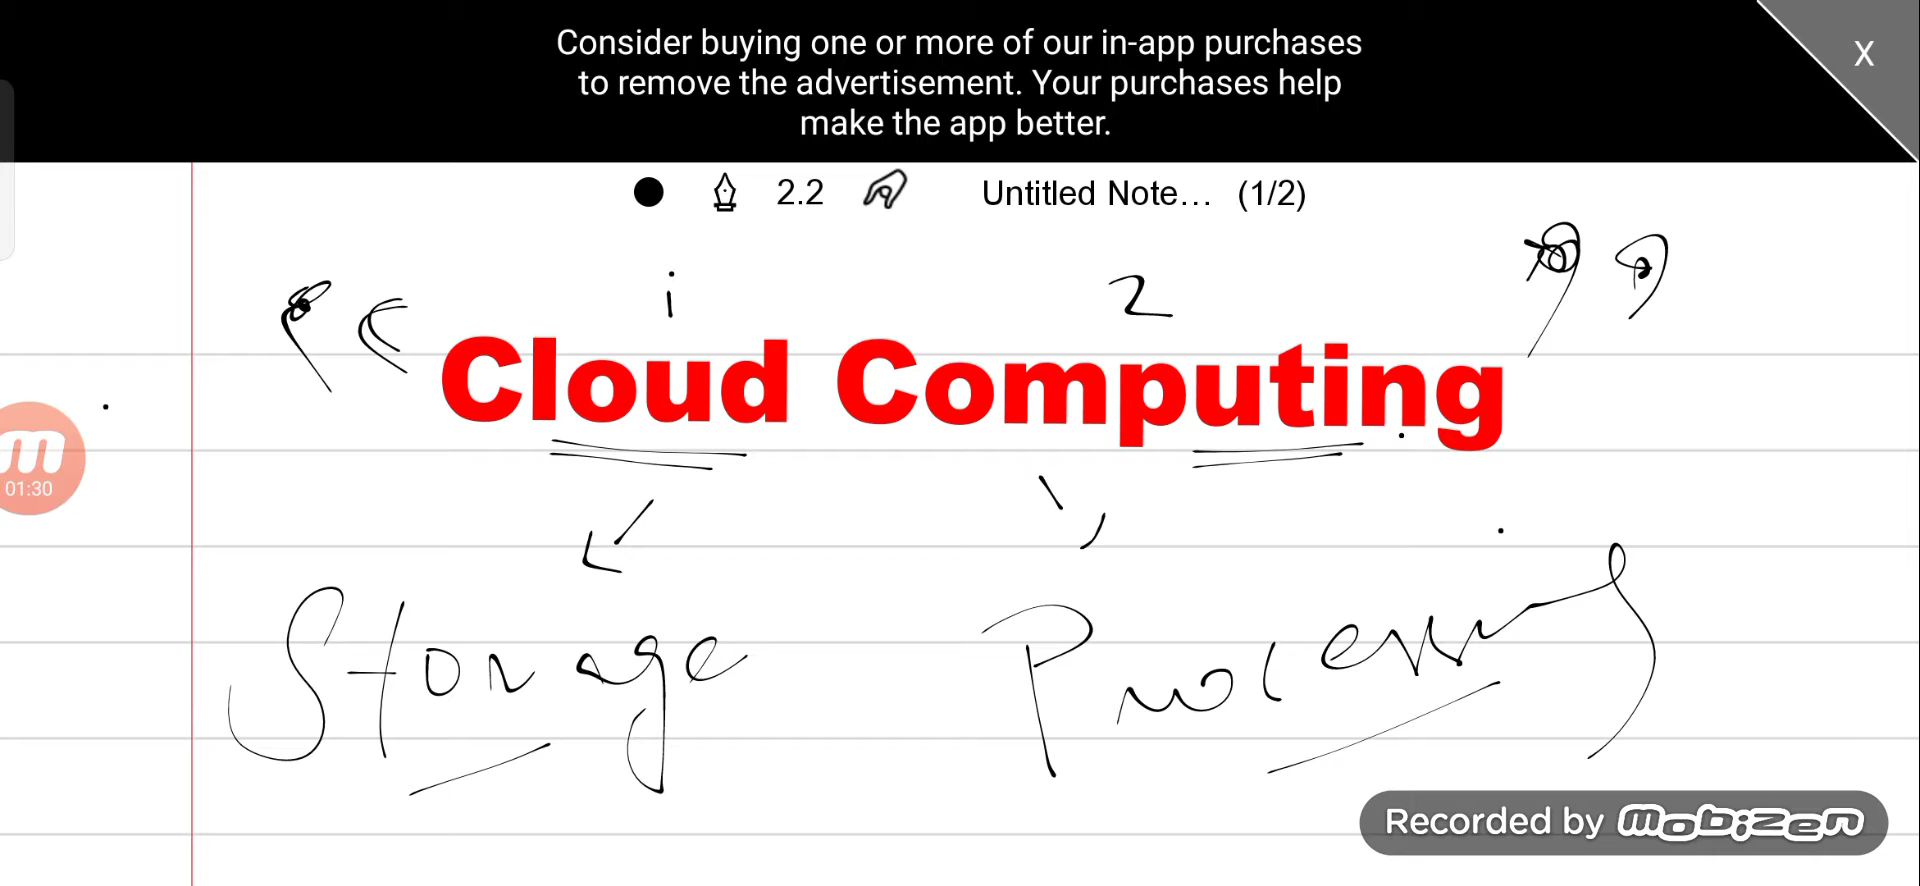 Consider buying one or more of our in-app purchases
to remove the advertisement. Your purchases help
make the app better.
X
2.2 Untitled Note... (1/2)
1 2
Cloud Computing
01:30
Storage Processing
Recorded by mobizen